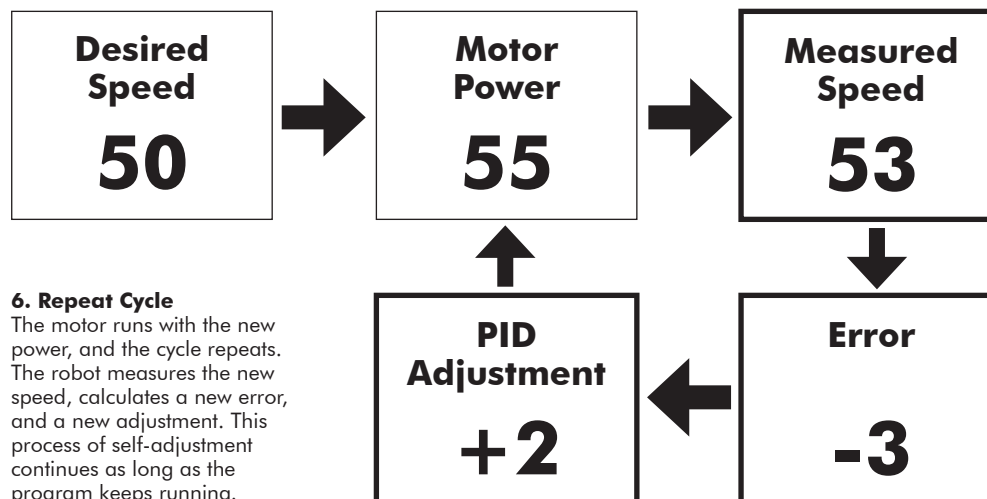 Desired
Speed
50
Motor
Power
55
Measured
Speed
53
6. Repeat Cycle
The motor runs with the new
power, and the cycle repeats.
The robot measures the new
speed, calculates a new error,
and a new adjustment. This
process of self-adjustment
continues as long as the
program keeps running.
PID
Adjustment
+2
Error
-3